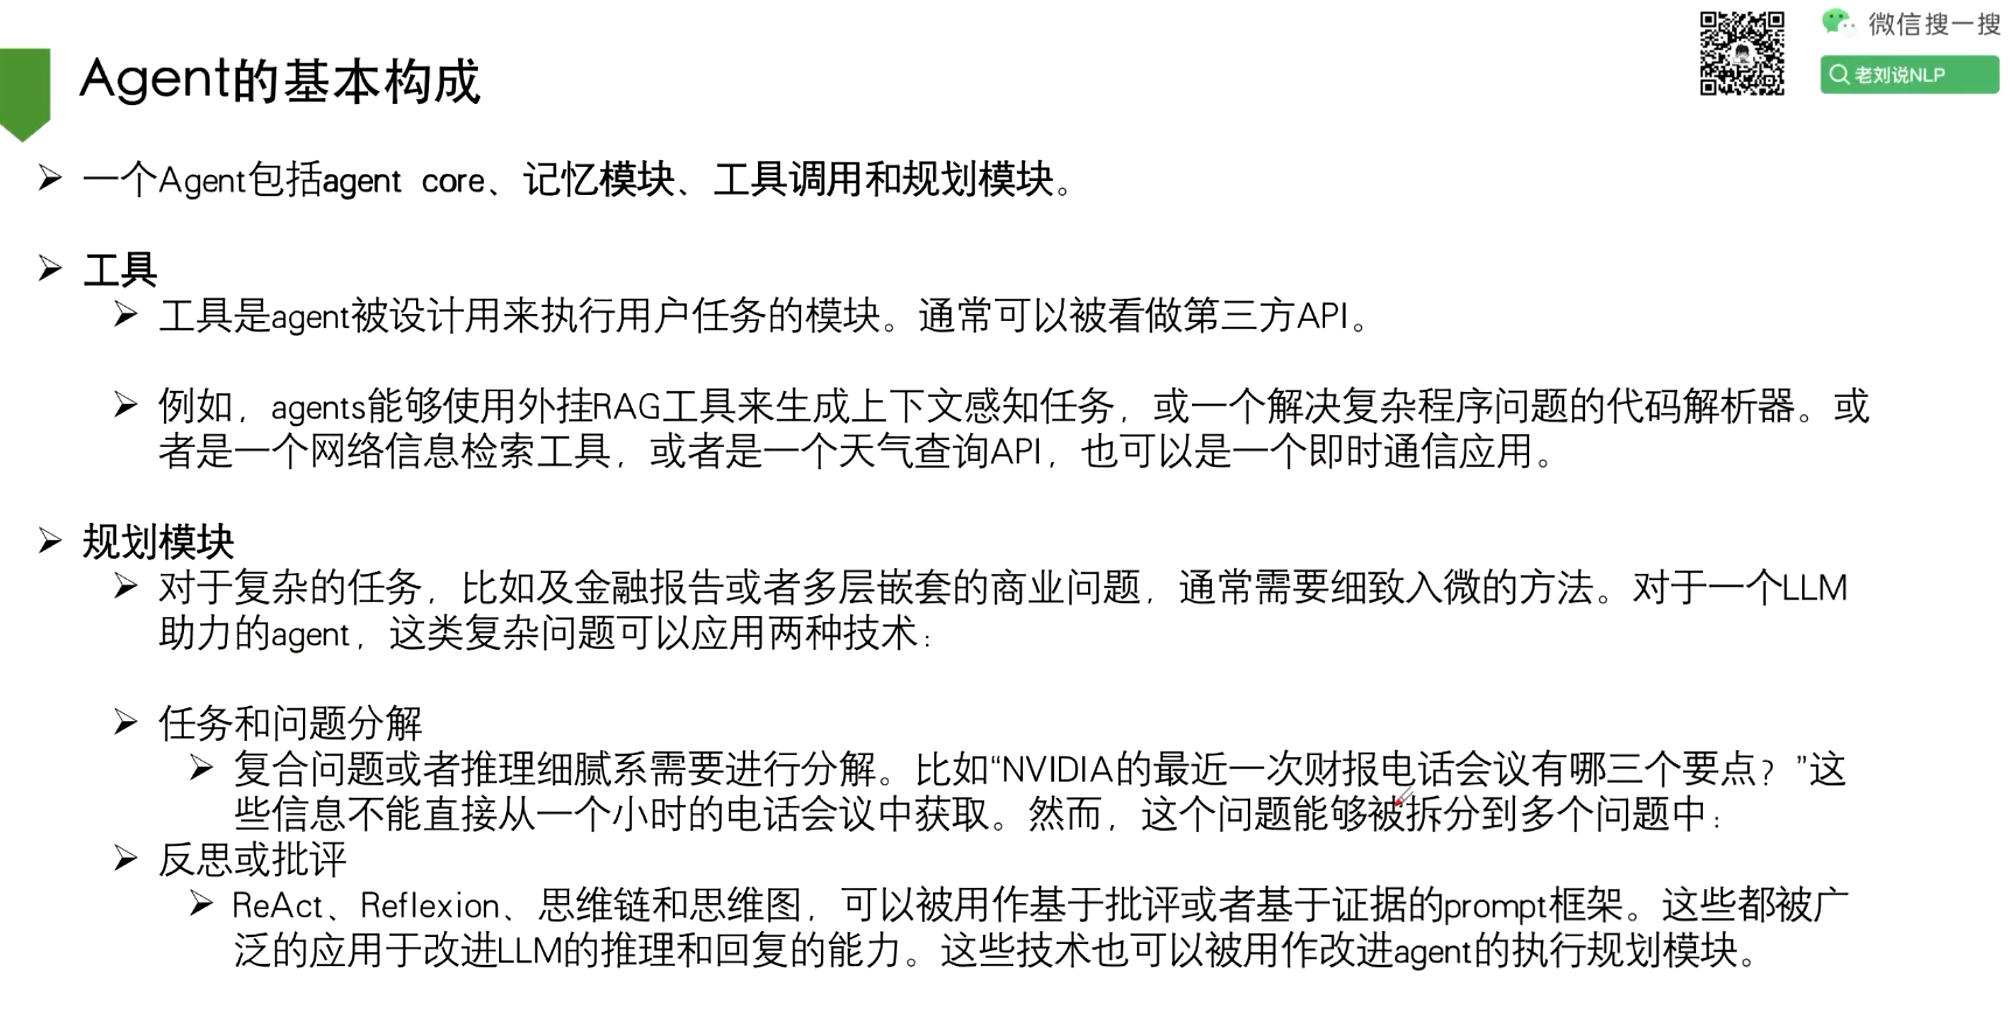 微信搜一搜
老刘说NLP
Agent的基本构成
一个Agent包括agent core、记忆模块、工具调用和规划模块。
工具
工具是agent被设计用来执行用户任务的模块。通常可以被看做第三方API。
例如，agents能够使用外挂RAG工具来生成上下文感知任务，或一个解决复杂程序问题的代码解析器。或
者是一个网络信息检索工具，或者是一个天气查询API，也可以是一个即时通信应用。
规划模块
对于复杂的任务，比如及金融报告或者多层嵌套的商业问题，通常需要细致入微的方法。对于一个LLM
助力的agent，这类复杂问题可以应用两种技术：
任务和问题分解
复合问题或者推理细腻系需要进行分解。比如“NVIDIA的最近一次财报电话会议有哪三个要点？”这
些信息不能直接从一个小时的电话会议中获取。然而，这个问题能够被拆分到多个问题中：
反思或批评
ReAct、Reflexion、思维链和思维图，可以被用作基于批评或者基于证据的prompt框架。这些都被广
泛的应用于改进LLM的推理和回复的能力。这些技术也可以被用作改进agent的执行规划模块。